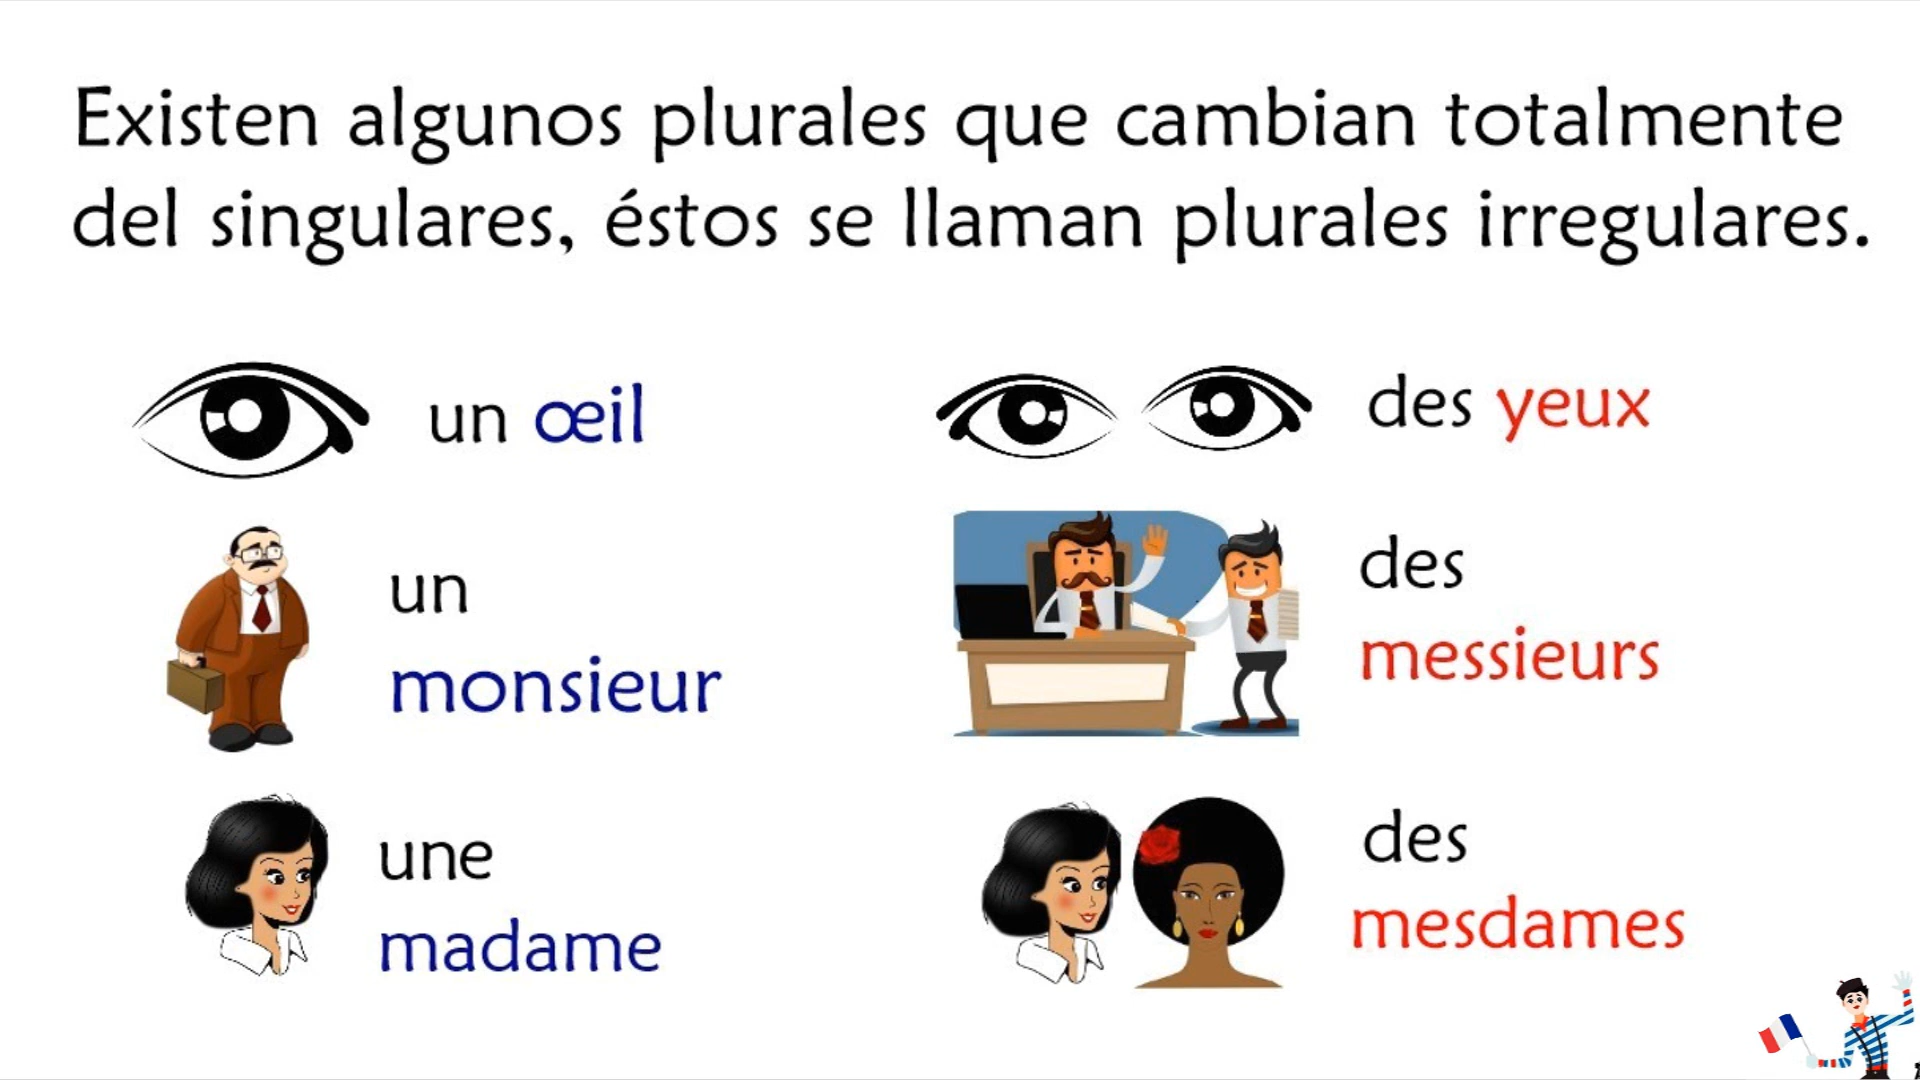 Existen algunos plurales que cambian totalmente
del singulares, éstos se llaman plurales irregulares.
un œil
des yeux
un
monsieur
des
messieurs
une
madame
des
mesdames